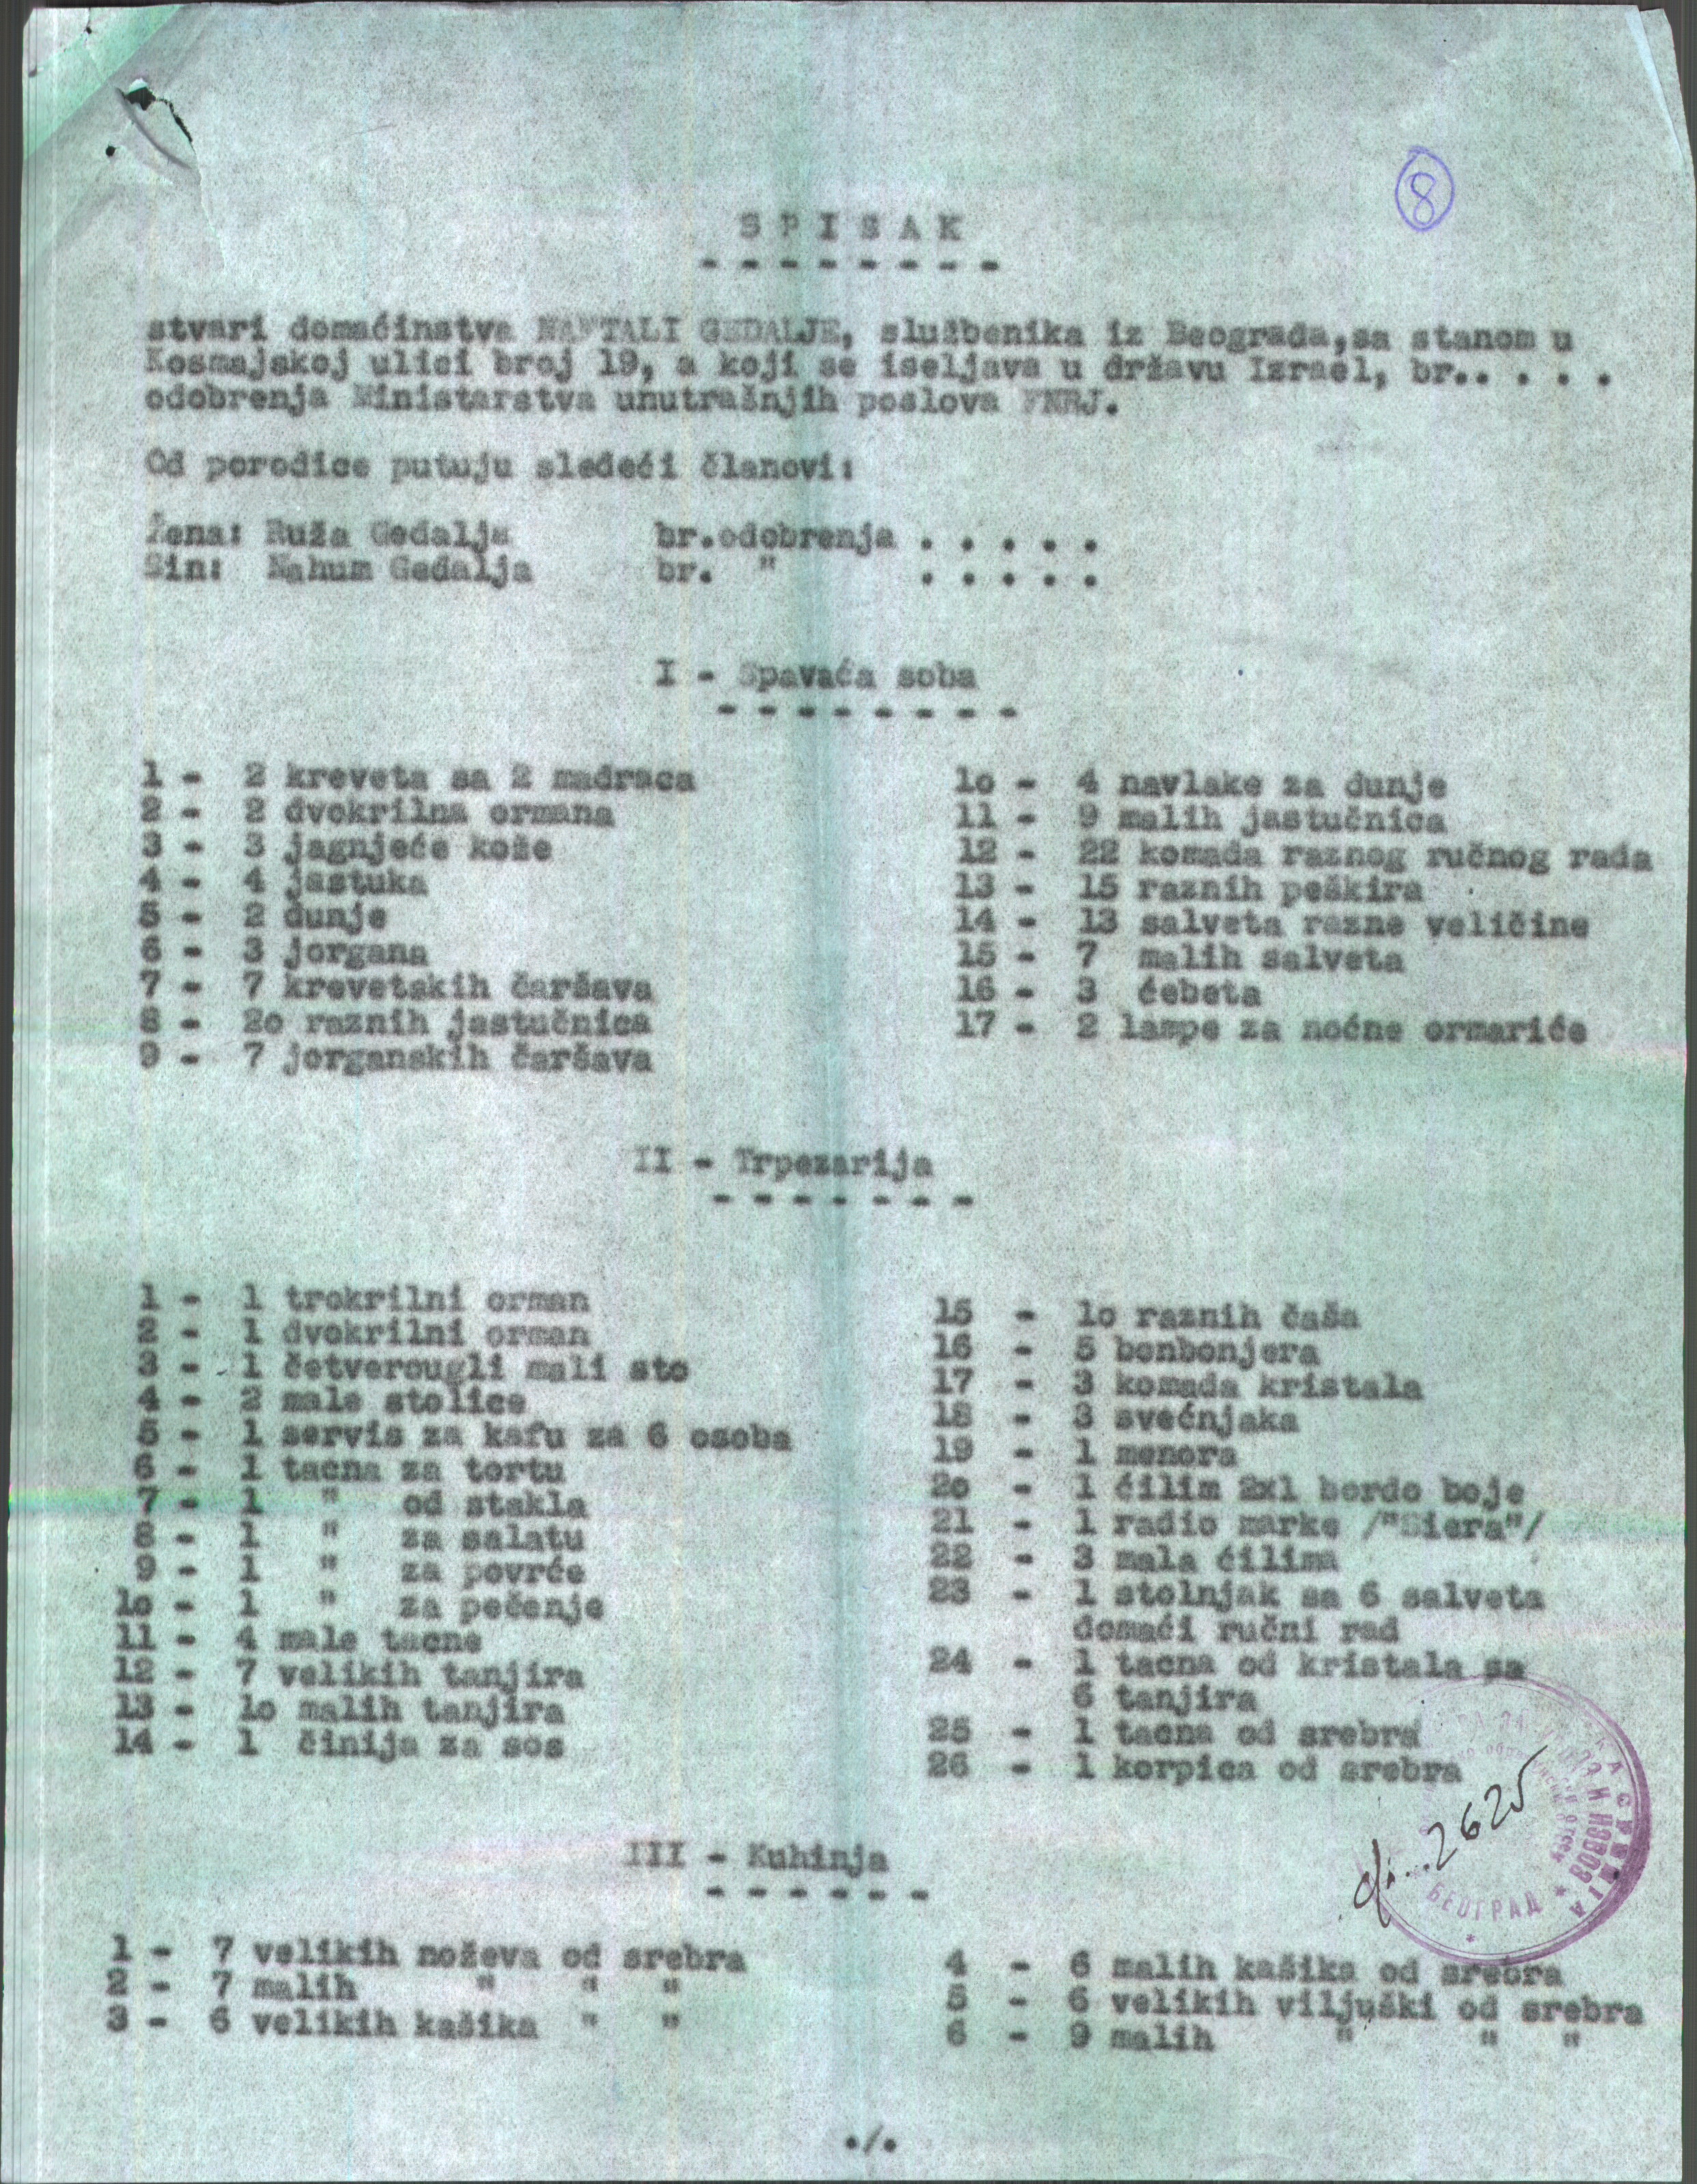 8
S P I S A K
- - - - - - - -
stvari domaćinstva NAFTALI GEDALJE, službenika iz Beograda,sa stanom u
Kosmajskoj ulici broj 19, a koji se iseljava u državu Izrael, br.. . . .
odobrenja Ministarstva unutrašnjih poslova FNRJ.
Od porodice putuju sledeći članovi:
Žena: Ruža Gedalja br.odobrenja . . . . .
Sin: Nahum Gedalja br. " . . . . .
I - Spavaća soba
- - - - - - - -
1 - 2 kreveta sa 2 madraca
2 - 2 dvokrilna ormana
3 - 3 jagnjeće kože
4 - 4 jastuka
5 - 2 dunje
6 - 3 jorgana
7 - 7 krevetskih čaršava
8 - 2o raznih jastučnica
9 - 7 jorganskih čaršava
1o - 4 navlake za dunje
11 - 9 malih jastučnica
12 - 22 komada raznog ručnog rada
13 - 15 raznih peškira
14 - 13 salveta razne veličine
15 - 7 malih salveta
16 - 3 ćebeta
17 - 2 lampe za noćne ormariće
II - Trpezarija
- - - - - - -
1 - 1 trokrilni orman
2 - 1 dvokrilni orman
3 - 1 četverougli mali sto
4 - 2 male stolice
5 - 1 servis za kafu za 6 osoba
6 - 1 tacna za tortu
7 - 1 " od stakla
8 - 1 " za salatu
9 - 1 " za povrće
1o - 1 " za pečenje
11 - 4 male tacne
12 - 7 velikih tanjira
13 - 1o malih tanjira
14 - 1 činija za sos
15 - 1o raznih čaša
16 - 5 bonbonjera
17 - 3 komada kristala
18 - 3 svećnjaka
19 - 1 menora
2o - 1 ćilim 2x1 bordo boje
21 - 1 radio marke /"Siera"/
22 - 3 mala ćilima
23 - 1 stolnjak sa 6 salveta
domaći ručni rad
24 - 1 tacna od kristala sa
6 tanjira
25 - 1 tacna od srebra
26 - 1 korpica od srebra
2625
БЕОГРАД
III - Kuhinja
- - - - - -
1 - 7 velikih noževa od srebra
2 - 7 malih " " "
3 - 6 velikih kašika " "
4 - 6 malih kašika od srebra
5 - 6 velikih viljuški od srebra
6 - 9 malih " " "
./.